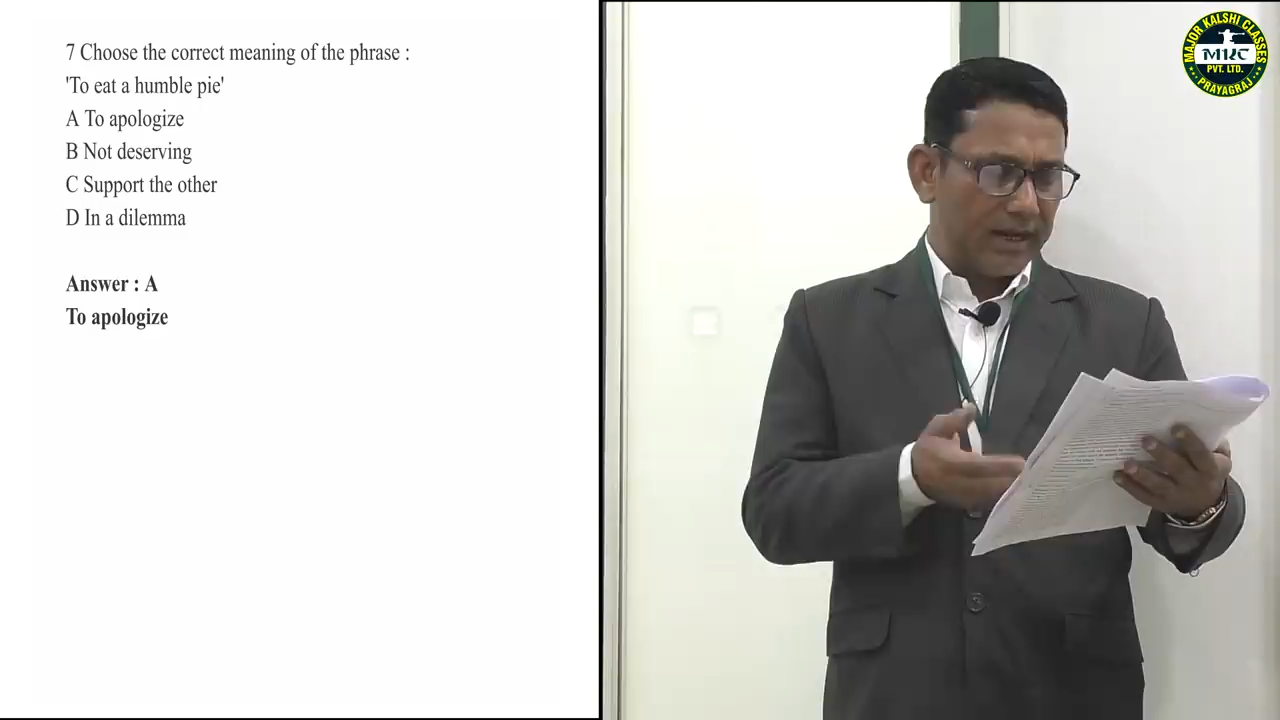 7 Choose the correct meaning of the phrase :
'To eat a humble pie'
A To apologize
B Not deserving
C Support the other
D In a dilemma
Answer : A
To apologize
MAJOR KALSHI CLASSES
MKC
PVT. LTD.
PRAYAGRAJ